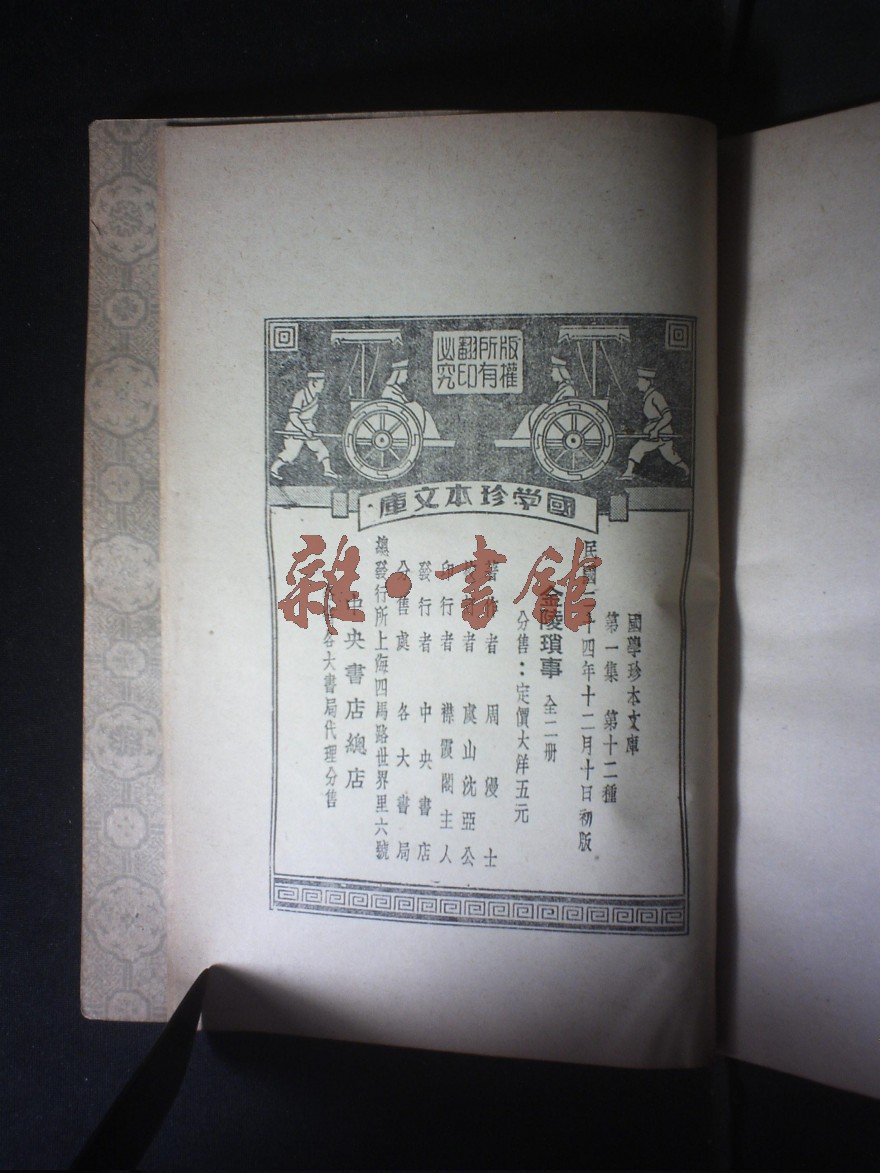 版權
所有
翻印
必究
國學珍本文庫
國學珍本文庫
第一集 第十二種
民國二十四年十二月十日初版
金陵瑣事 全二冊
分售：定價大洋五元
著作者 周漫士
者 虞山沈亞公
印行者 襟霞閣主人
發行者 中央書店
分售處 各大書局
總發行所上海四馬路世界里六號
中央書店總店
各大書局代理分售
雜·書館